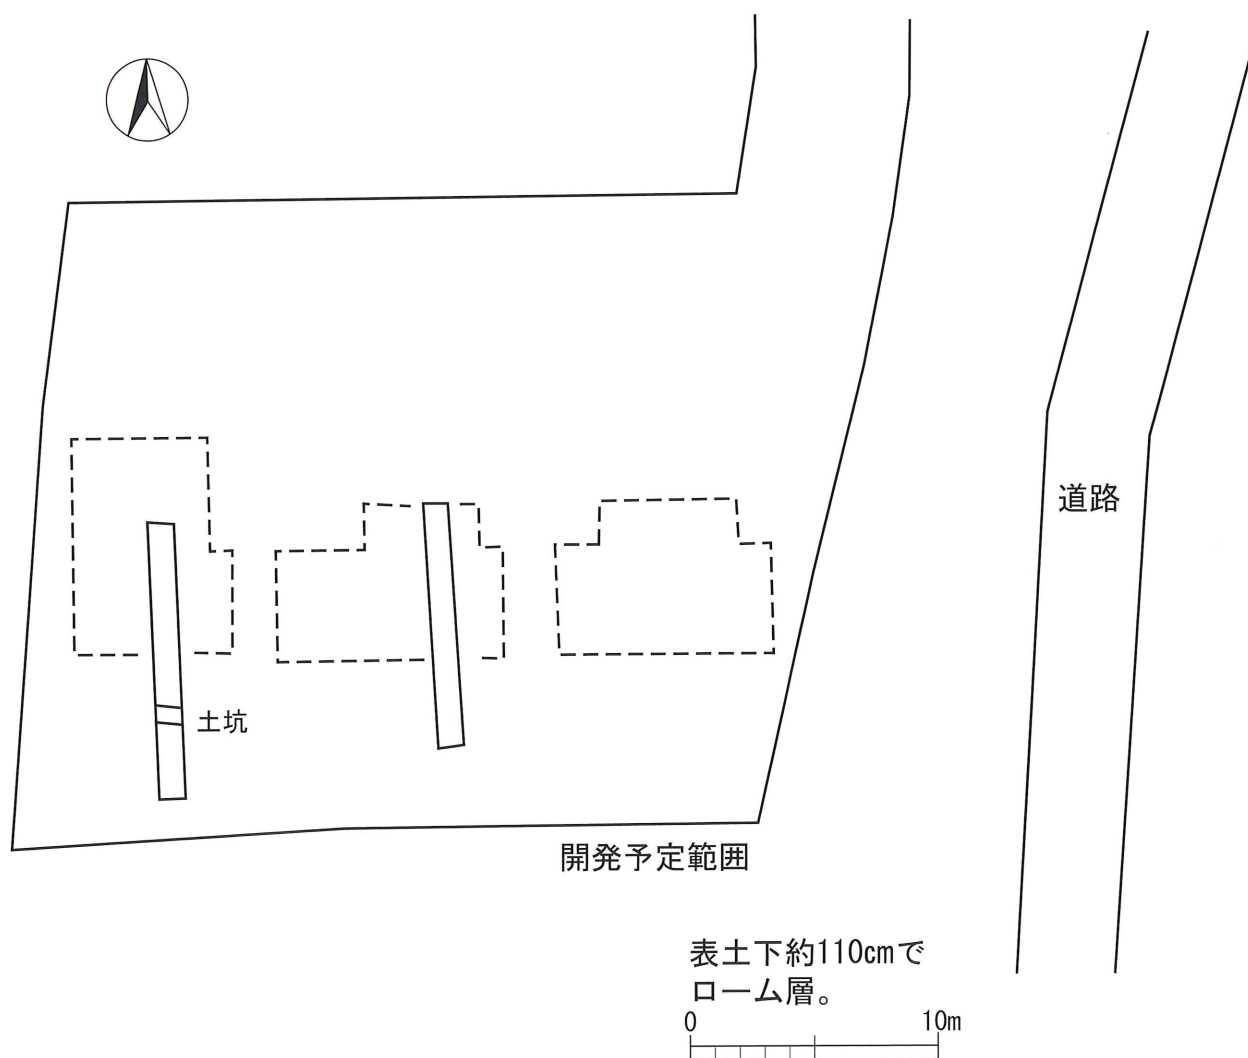 道路
土坑
開発予定範囲
表土下約110cmで
ローム層。
0 10m